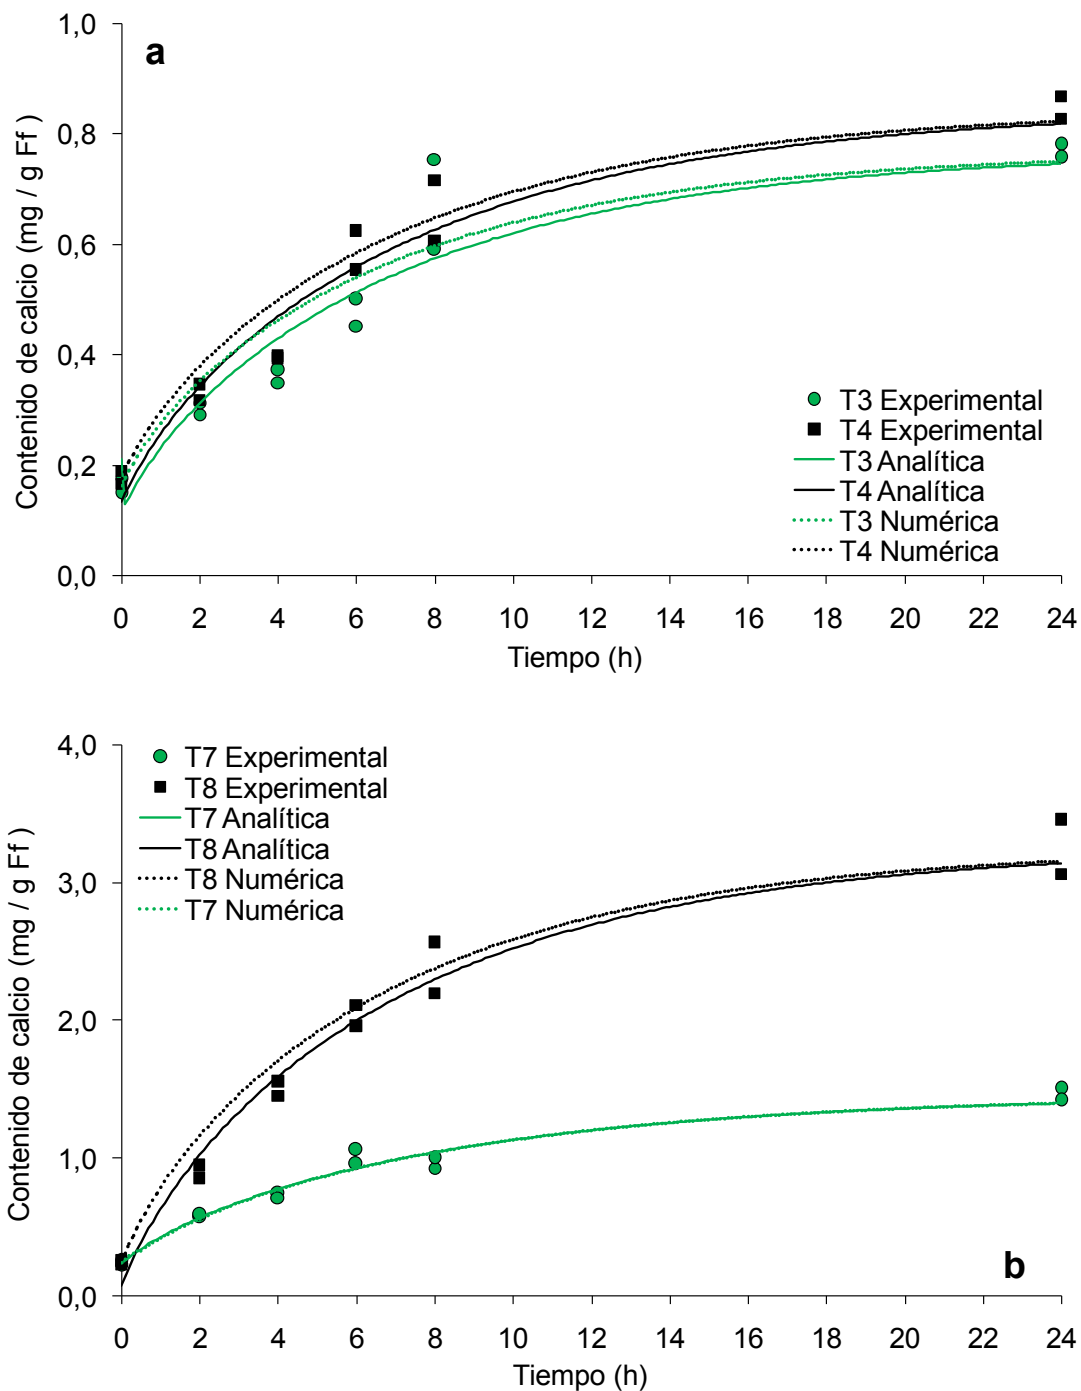 a
Contenido de calcio (mg / g Ff )
1,0
0,8
0,6
0,4
0,2
0,0
T3 Experimental
T4 Experimental
T3 Analítica
T4 Analítica
T3 Numérica
T4 Numérica
0 2 4 6 8 10 12 14 16 18 20 22 24
Tiempo (h)
Contenido de calcio (mg / g Ff )
4,0
3,0
2,0
1,0
0,0
T7 Experimental
T8 Experimental
T7 Analítica
T8 Analítica
T8 Numérica
T7 Numérica
b
0 2 4 6 8 10 12 14 16 18 20 22 24
Tiempo (h)